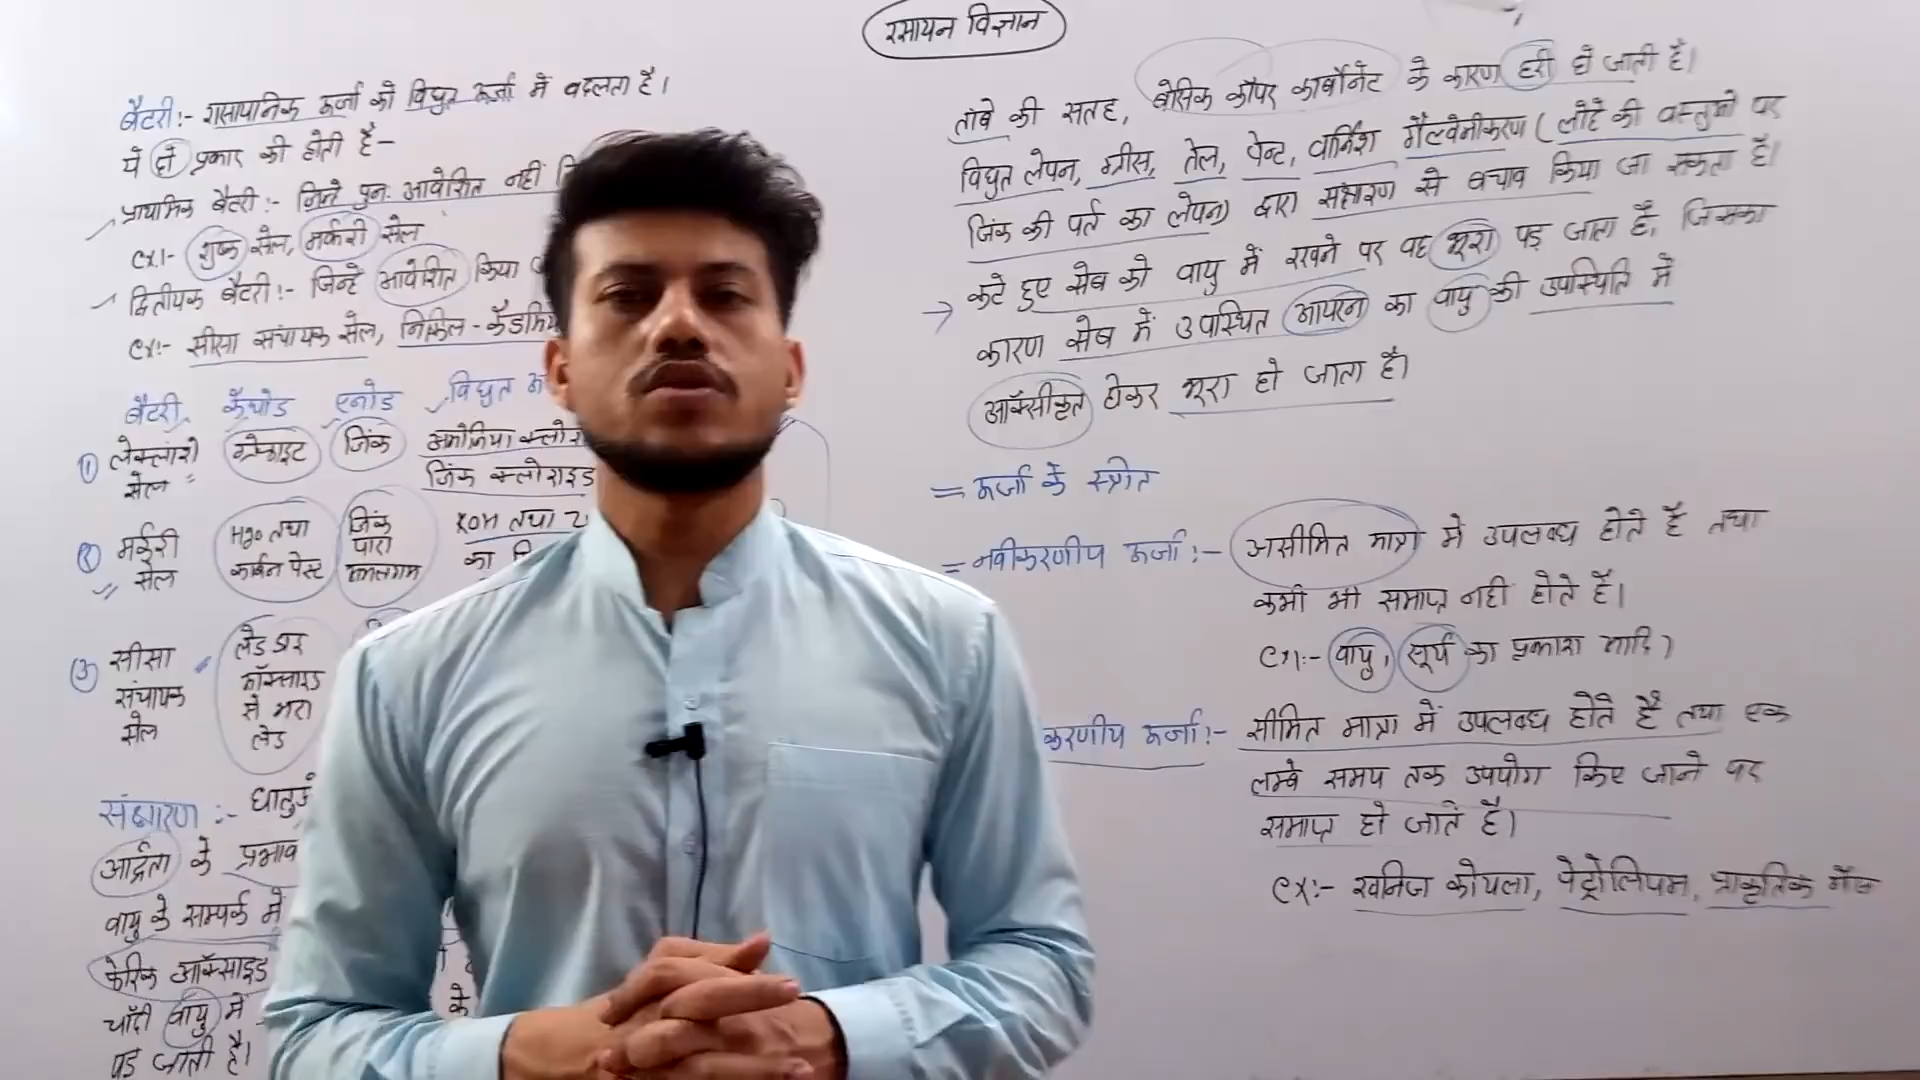 रसायन विज्ञान
बैटरी:- रासायनिक ऊर्जा को विद्युत ऊर्जा में बदलता है।
ये दो प्रकार की होती है-
प्राथमिक बैटरी:- जिन्हे पुन: आवेशित नहीं
ex:- शुष्क सेल, मर्करी सेल
द्वितीयक बैटरी:- जिन्हे आवेशित किया
ex:- सीसा संचायक सेल, निकिल-कैडमि
बैटरी, कैथोड एनोड विद्युत
① लेक्लांशे ग्रेफाइट जिंक अमोनिया क्लो
सेल जिंक क्लोराइड
② मर्करी Hgo तथा जिंक KOH तथा
सेल कार्बन पेस्ट पारा का
③ सीसा लेड
संचायक से भरा
सेल लेड
संक्षारण:- धातु
आर्द्रता के प्रभाव
वायु के सम्पर्क में
फेरिक ऑक्साइड
चाँदी वायु में के
पड़ जाती है।
तांबे की सतह, बेसिक कॉपर कार्बोनेट के कारण हरी हो जाती है।
विद्युत लेपन, ग्रीस, तेल, पेन्ट, वार्निश गैल्वेनीकरण (लोहे की वस्तुओ पर
जिंक की पर्त का लेपन) द्वारा संक्षारण से बचाव किया जा सकता है।
→ कटे हुए सेब को वायु में रखने पर वह भूरा पड़ जाता है, जिसका
कारण सेब में उपस्थित आयरन का वायु की उपस्थिति में
ऑक्सीकृत होकर भूरा हो जाता है।
= ऊर्जा के स्त्रोत
= नवीकरणीय ऊर्जा:- असीमित मात्रा में उपलब्ध होते है तथा
कभी भी समाप्त नही होते है।
ex:- वायु, सूर्य का प्रकाश आदि)
करणीय ऊर्जा:- सीमित मात्रा में उपलब्ध होते है तथा एक
लम्बे समय तक उपयोग किए जाने पर
समाप्त हो जाते है।
ex:- खनिज कोयला, पेट्रोलियम, प्राकृतिक गैस